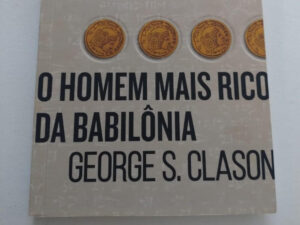 O HOMEM MAIS RICO
DA BABILÔNIA
GEORGE S. CLASON